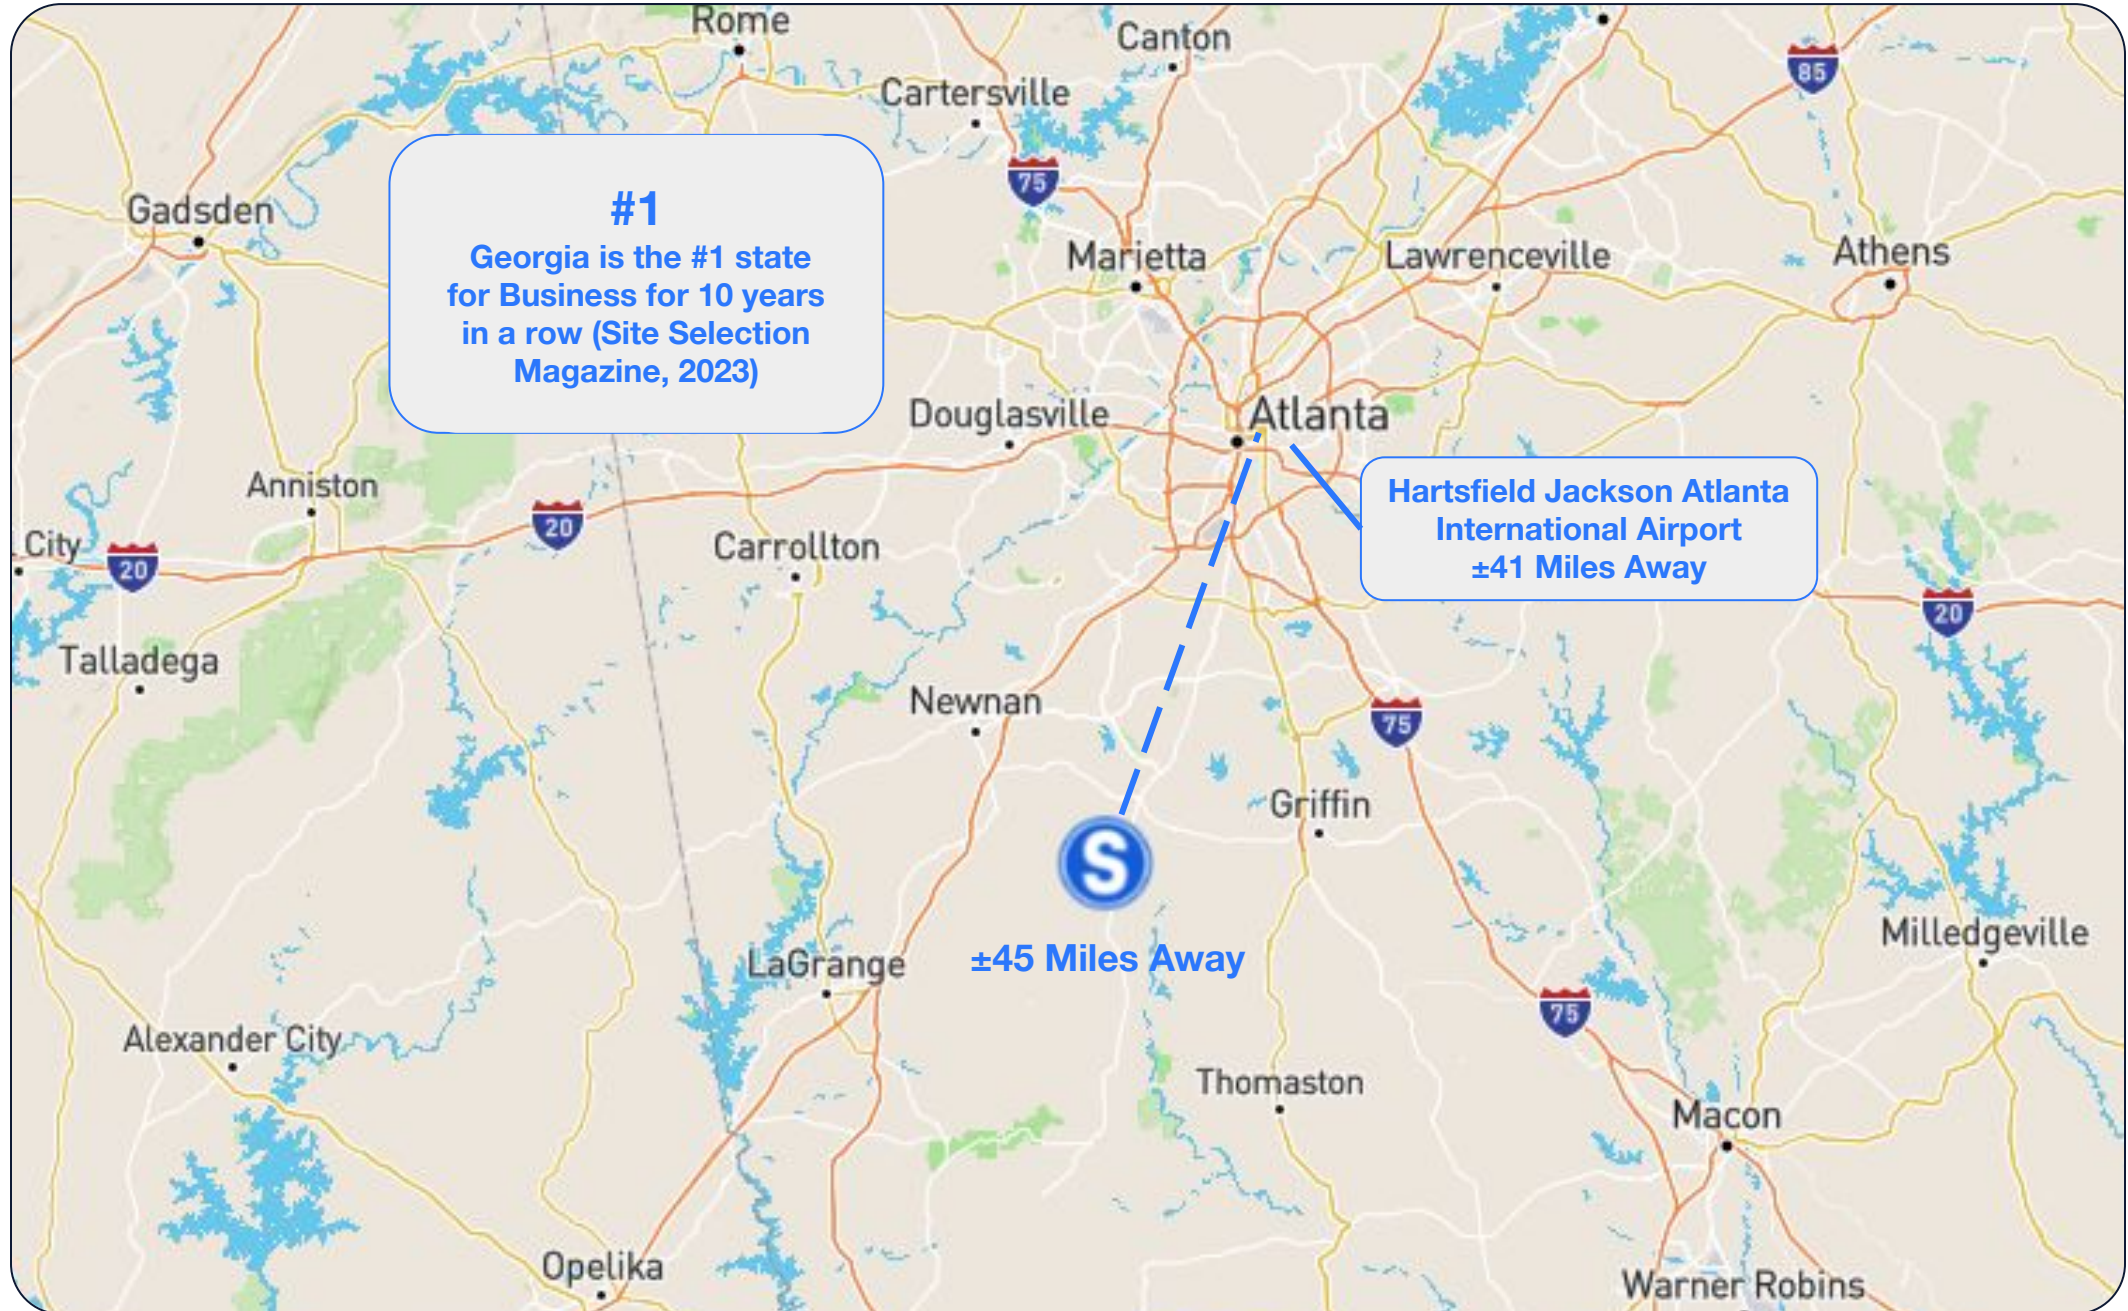 Rome
Canton
85
Cartersville
75
Gadsden
#1
Georgia is the #1 state
for Business for 10 years
in a row (Site Selection
Magazine, 2023)
Marietta
Lawrenceville
Athens
Douglasville
Atlanta
Anniston
20
Hartsfield Jackson Atlanta
International Airport
±41 Miles Away
City
20
Carrollton
20
Talladega
Newnan
75
Griffin
S
±45 Miles Away
LaGrange
Milledgeville
75
Alexander City
Thomaston
Macon
Opelika
Warner Robins